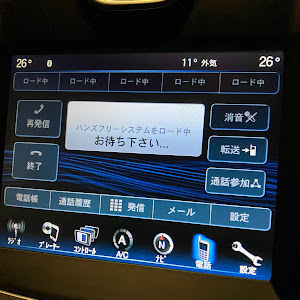 26° 0 11° 外気 26°
ロード中 ロード中 ロード中 ロード中 ロード中
再発信
ハンズフリーシステムをロード中
お待ち下さい...
消音
転送
終了
通話参加
電話帳 通話履歴 発信 メール 設定
ラジオ プレーヤー コントロール A/C ナビ 電話 設定
A
N